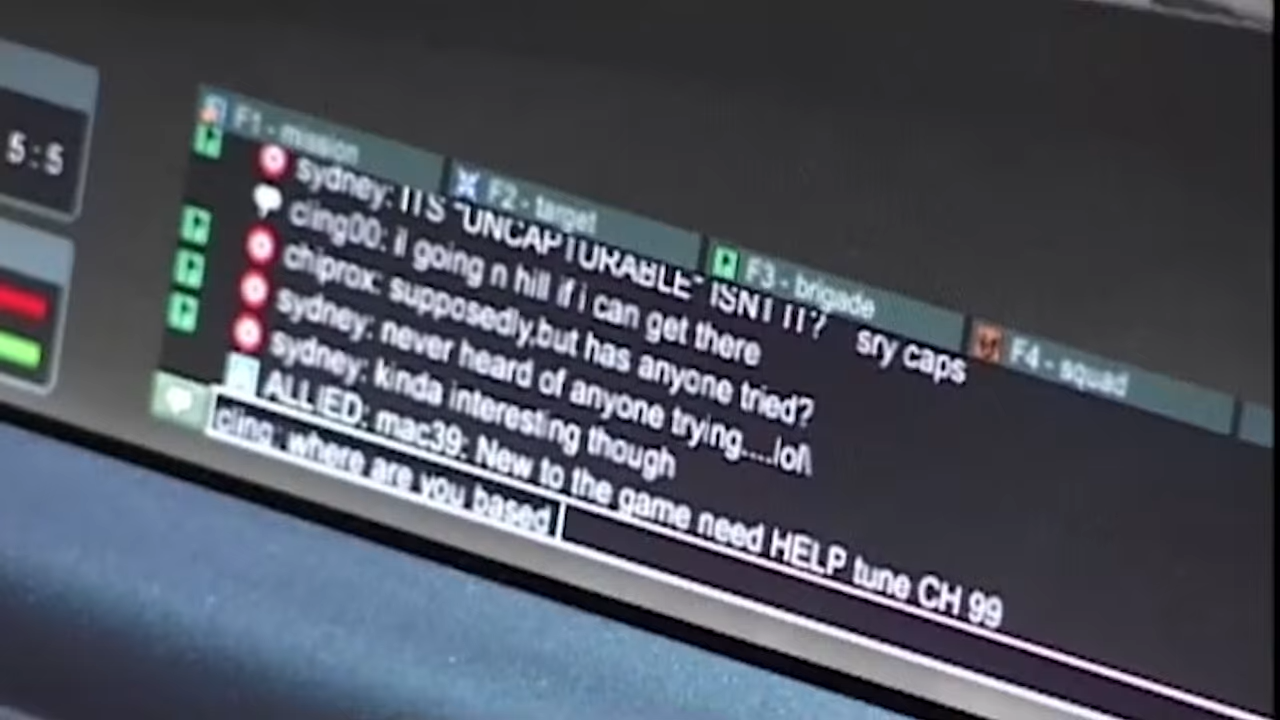 5:5
F1 - mission
F2 - target
F3 - brigade
F4 - squad
sydney: ITS "UNCAPTURABLE" ISNT IT? sry caps
cling00: il going n hill if i can get there
chiprox: supposedly,but has anyone tried?
sydney: never heard of anyone trying....lol\
sydney: kinda interesting though
ALLIED: mac39: New to the game need HELP tune CH 99
cling: where are you based